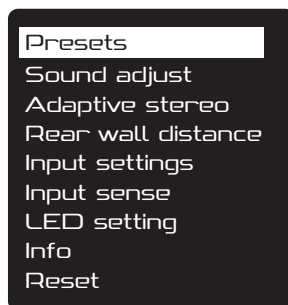 Presets
Sound adjust
Adaptive stereo
Rear wall distance
Input settings
Input sense
LED setting
Info
Reset